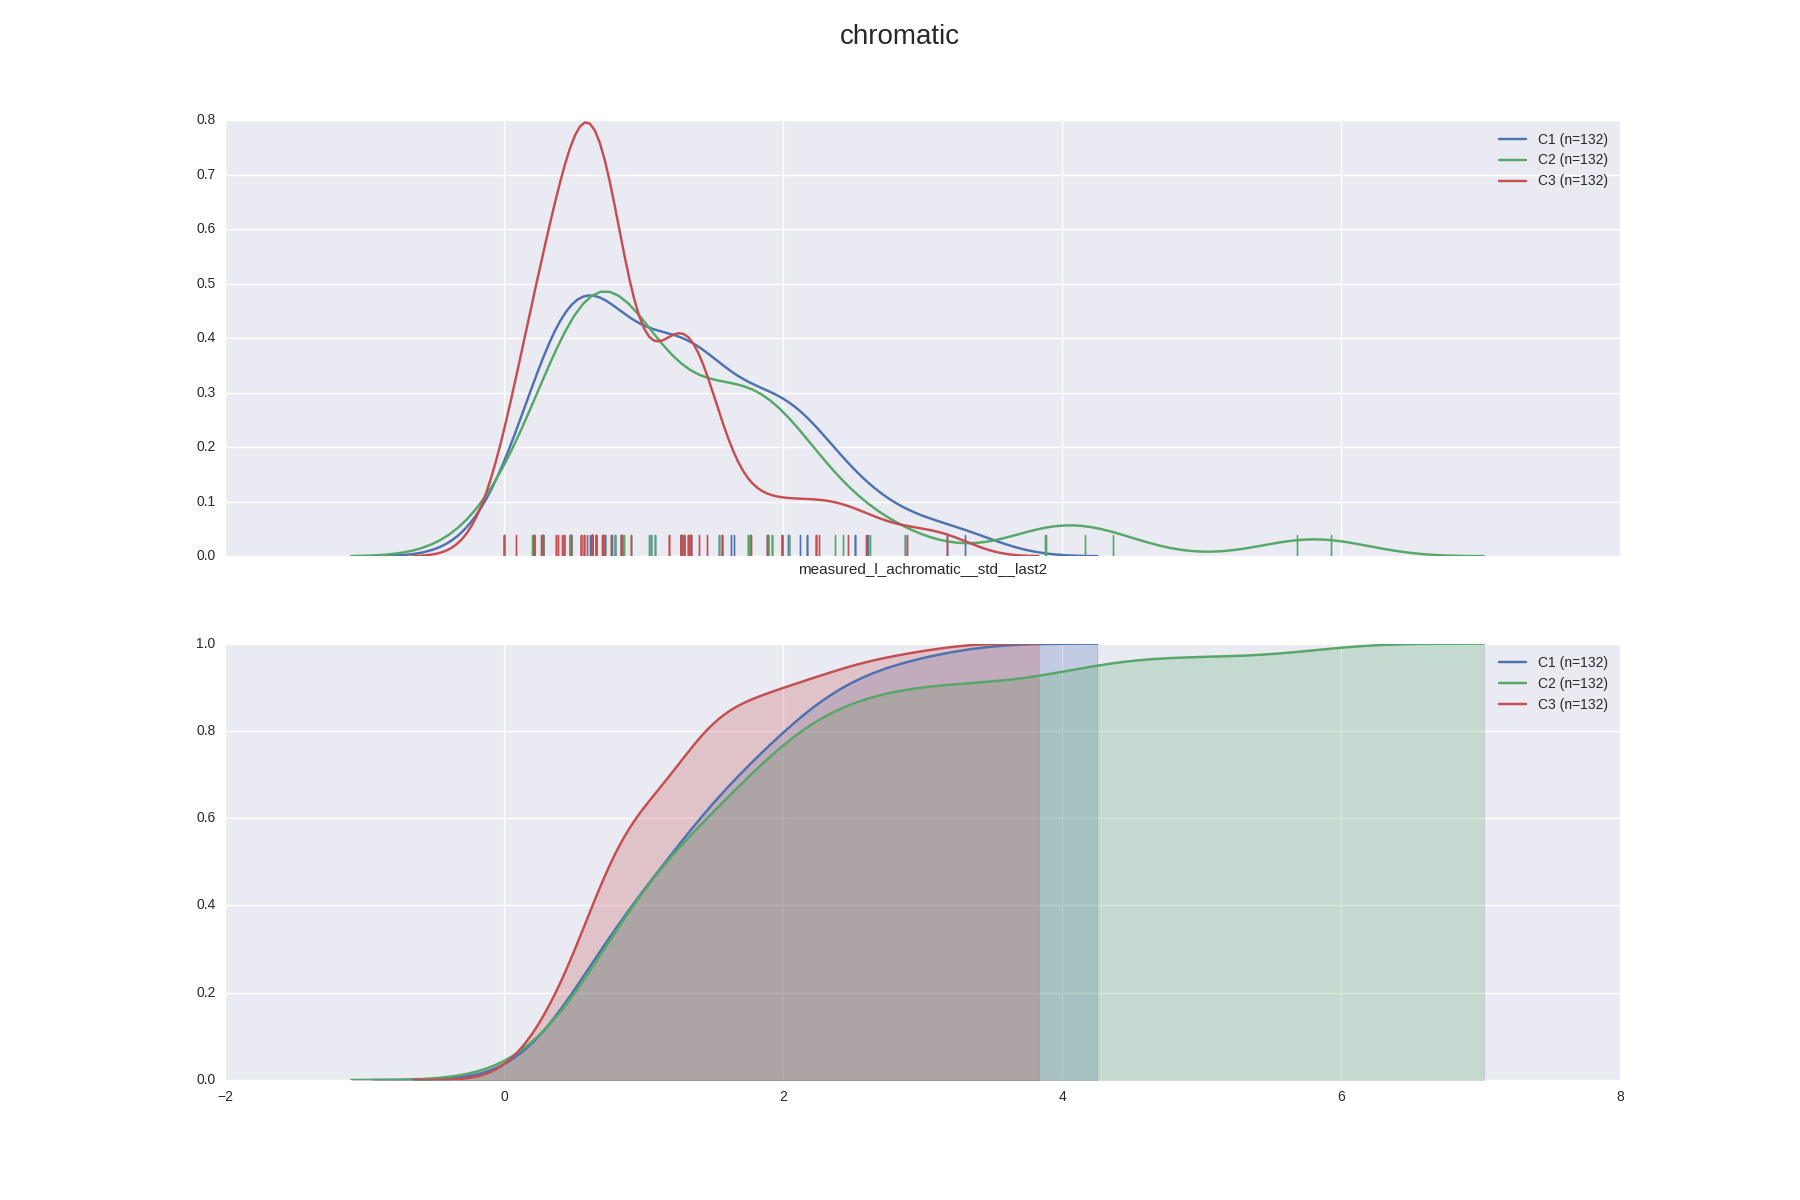 chromatic
0.8
0.7
0.6
0.5
0.4
0.3
0.2
0.1
0.0
C1 (n=132)
C2 (n=132)
C3 (n=132)
measured_l_achromatic__std__last2
1.0
0.8
0.6
0.4
0.2
0.0
C1 (n=132)
C2 (n=132)
C3 (n=132)
−2 0 2 4 6 8